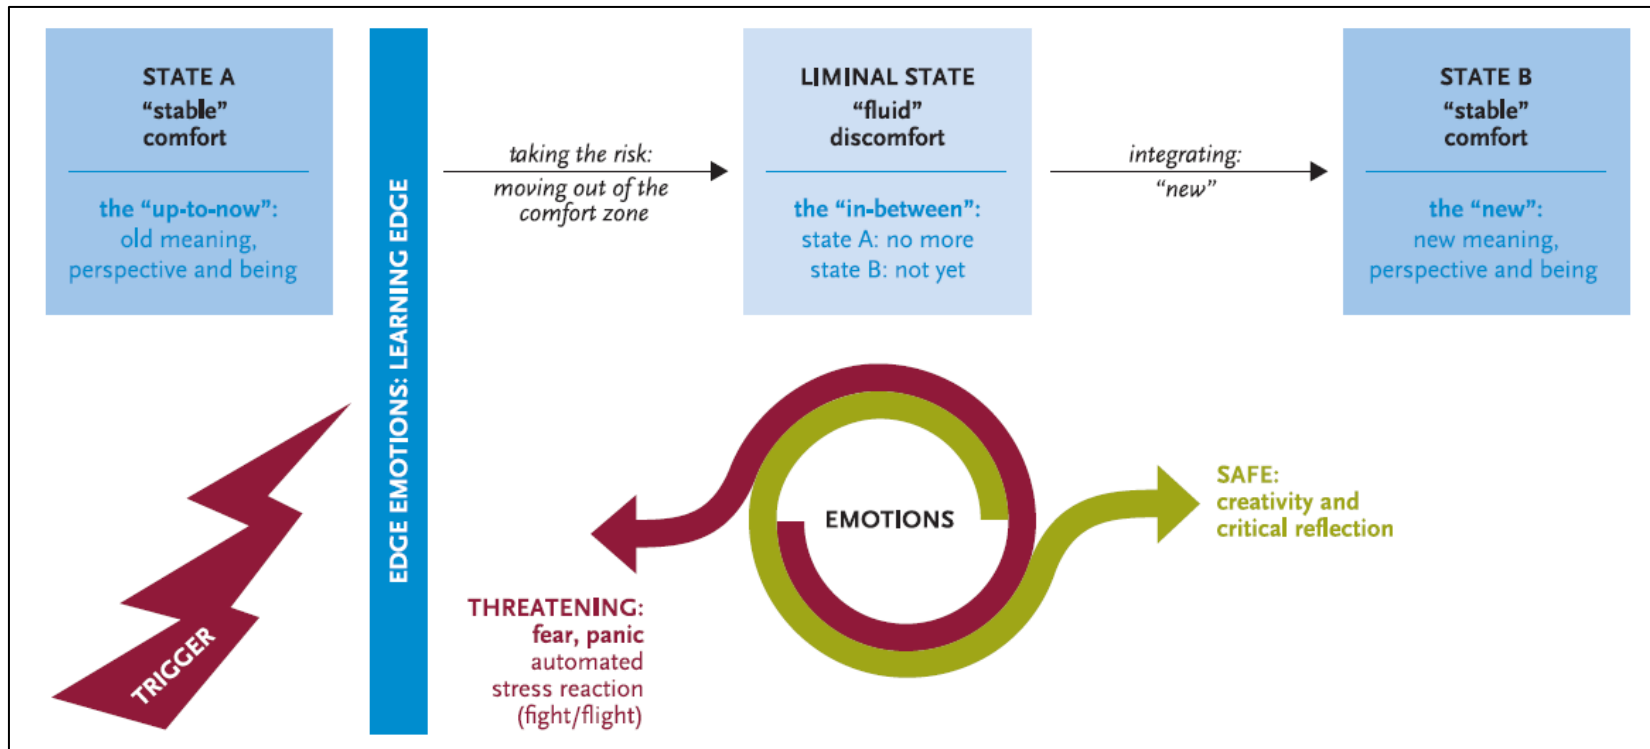 STATE A
“stable”
comfort
the “up-to-now”:
old meaning,
perspective and being
EDGE EMOTIONS: LEARNING EDGE
taking the risk:
moving out of the
comfort zone
LIMINAL STATE
“fluid”
discomfort
the “in-between”:
state A: no more
state B: not yet
integrating:
“new”
STATE B
“stable”
comfort
the “new”:
new meaning,
perspective and being
TRIGGER
THREATENING:
fear, panic
automated
stress reaction
(fight/flight)
EMOTIONS
SAFE:
creativity and
critical reflection